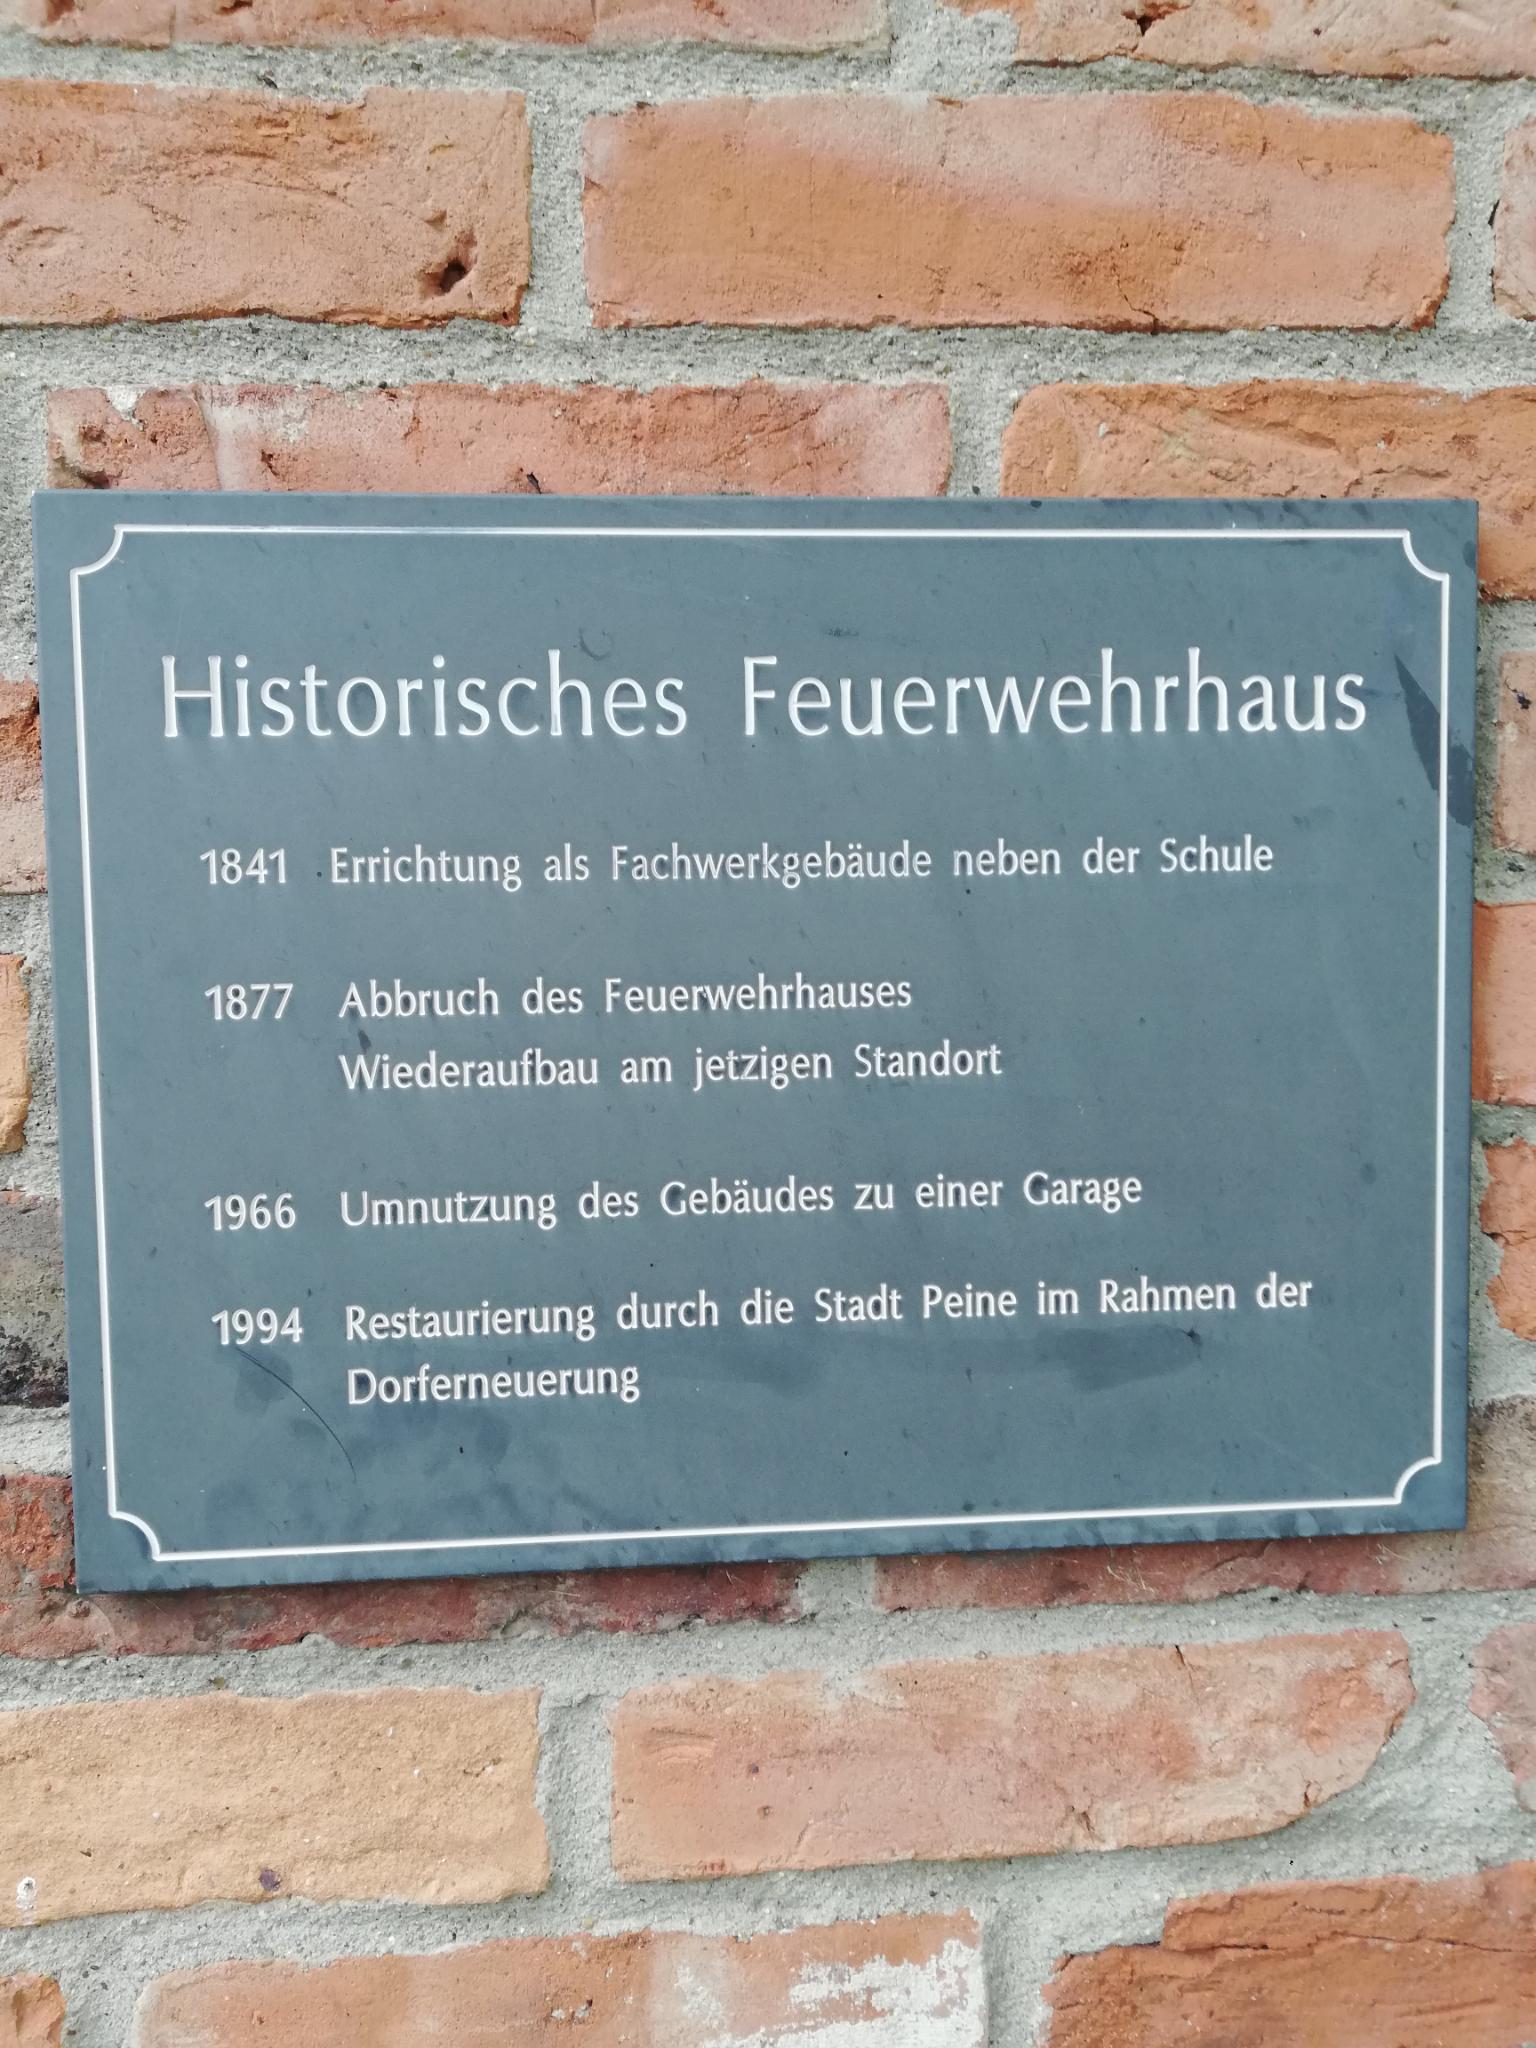 Historisches Feuerwehrhaus
1841 Errichtung als Fachwerkgebäude neben der Schule
1877 Abbruch des Feuerwehrhauses
Wiederaufbau am jetzigen Standort
1966 Umnutzung des Gebäudes zu einer Garage
1994 Restaurierung durch die Stadt Peine im Rahmen der
Dorferneuerung